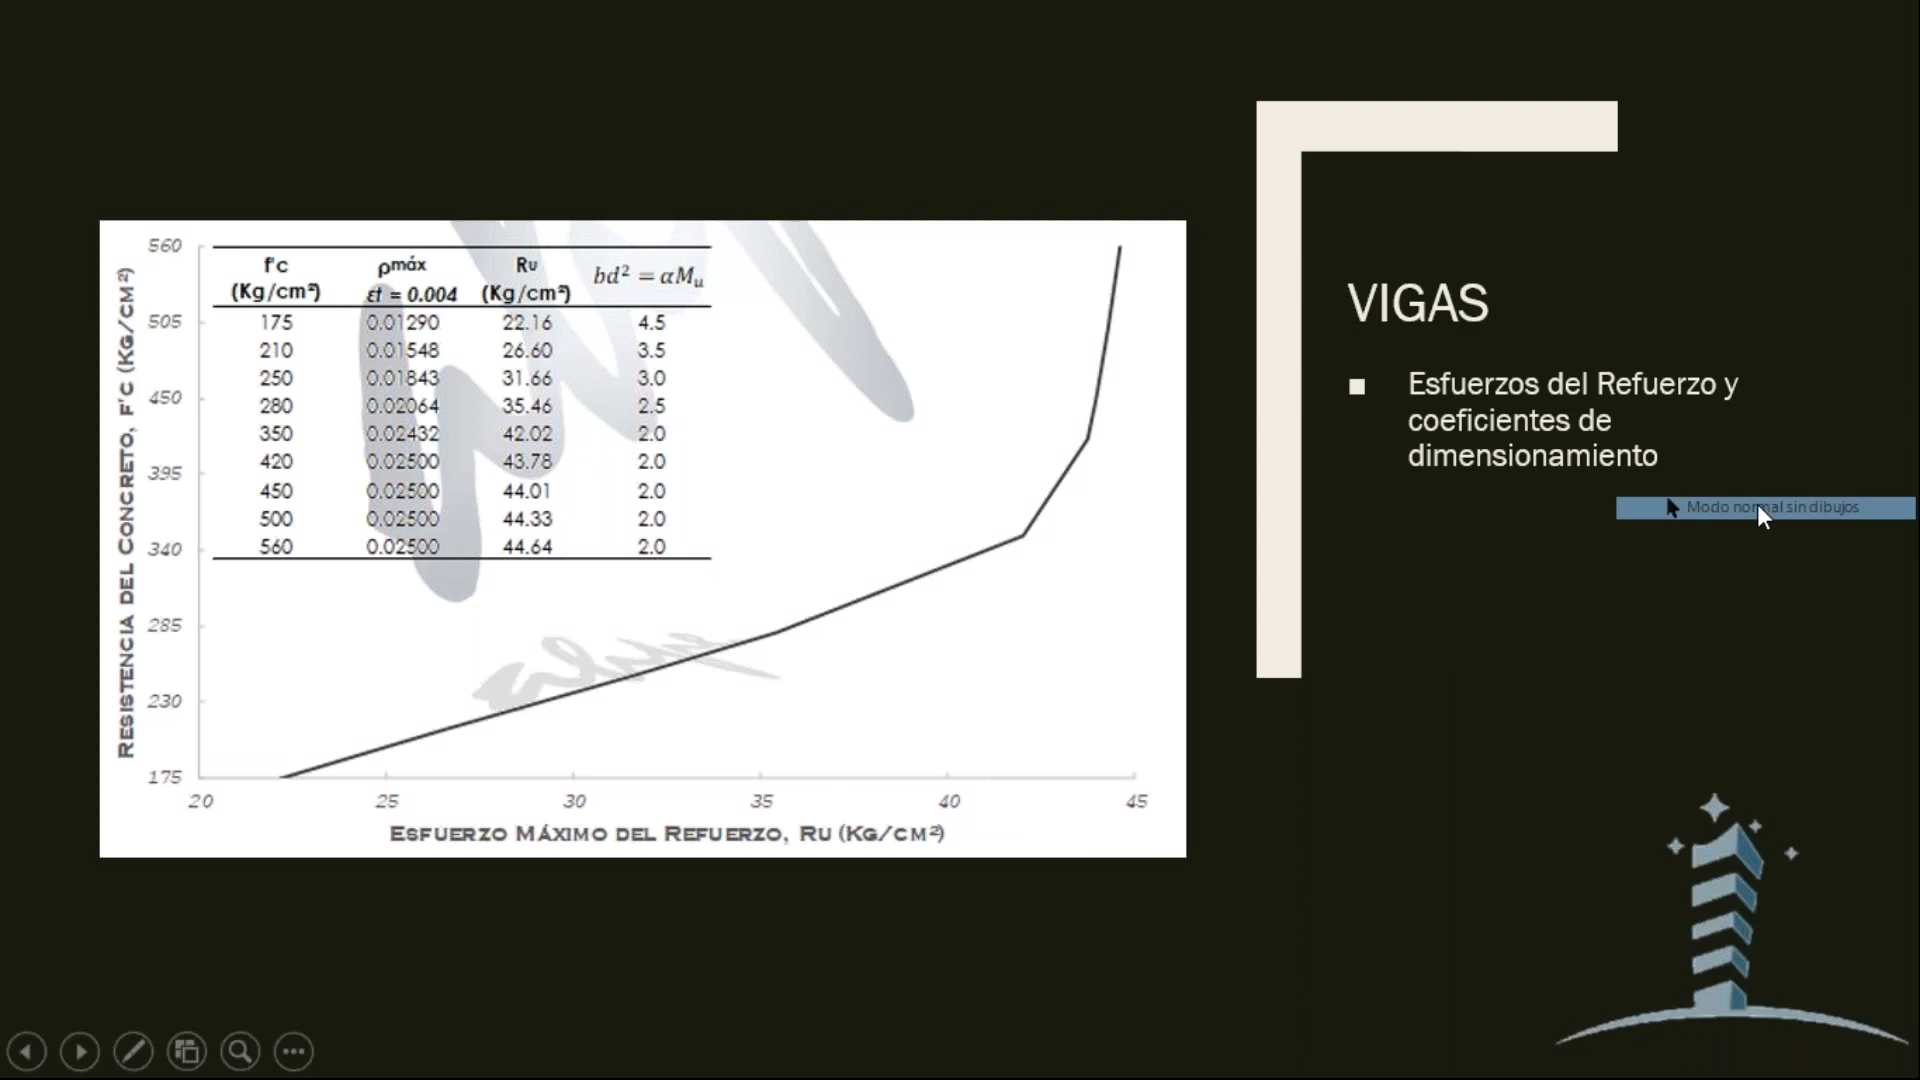 f'c ρmáx Ru bd² = αMu
(Kg/cm²) εt = 0.004 (Kg/cm²)
175 0.01290 22.16 4.5
210 0.01548 26.60 3.5
250 0.01843 31.66 3.0
280 0.02064 35.46 2.5
350 0.02432 42.02 2.0
420 0.02500 43.78 2.0
450 0.02500 44.01 2.0
500 0.02500 44.33 2.0
560 0.02500 44.64 2.0
RESISTENCIA DEL CONCRETO, F'C (KG/CM²)
560
505
450
395
340
285
230
175
20 25 30 35 40 45
ESFUERZO MÁXIMO DEL REFUERZO, RU (KG/CM²)
VIGAS
Esfuerzos del Refuerzo y
coeficientes de
dimensionamiento
Modo normal sin dibujos